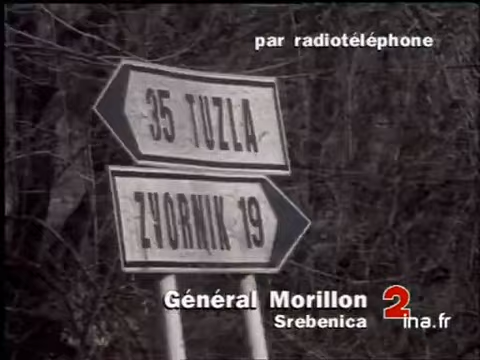 par radiotéléphone
35 TUZLA
ZVORNIK 19
Général Morillon
Srebenica
2
ina.fr